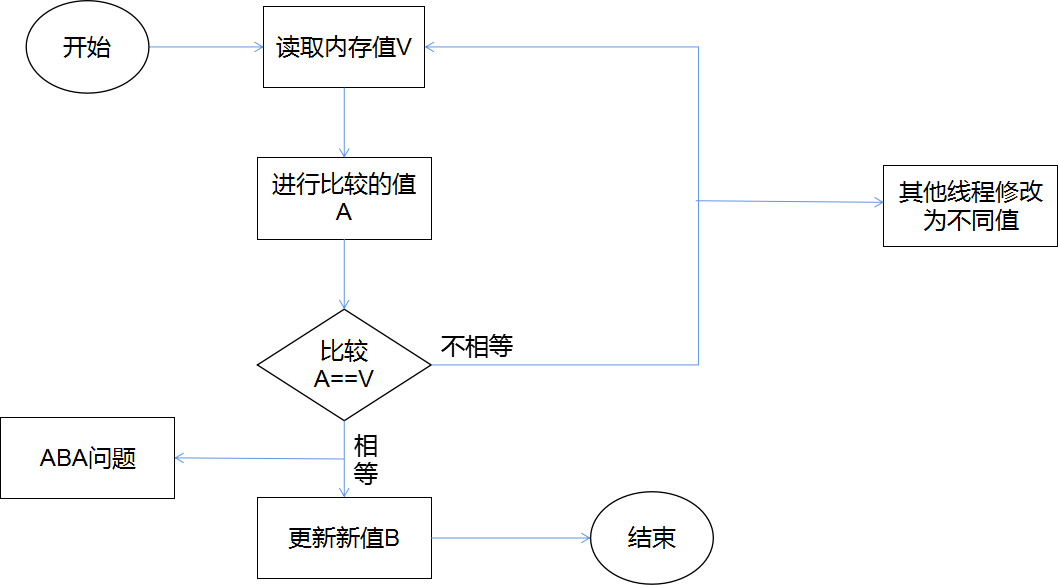 开始
读取内存值V
进行比较的值
A
其他线程修改
为不同值
不相等
比较
A==V
相
等
ABA问题
更新新值B
结束